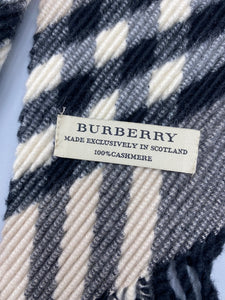 BURBERRY
MADE EXCLUSIVELY IN SCOTLAND
100%CASHMERE